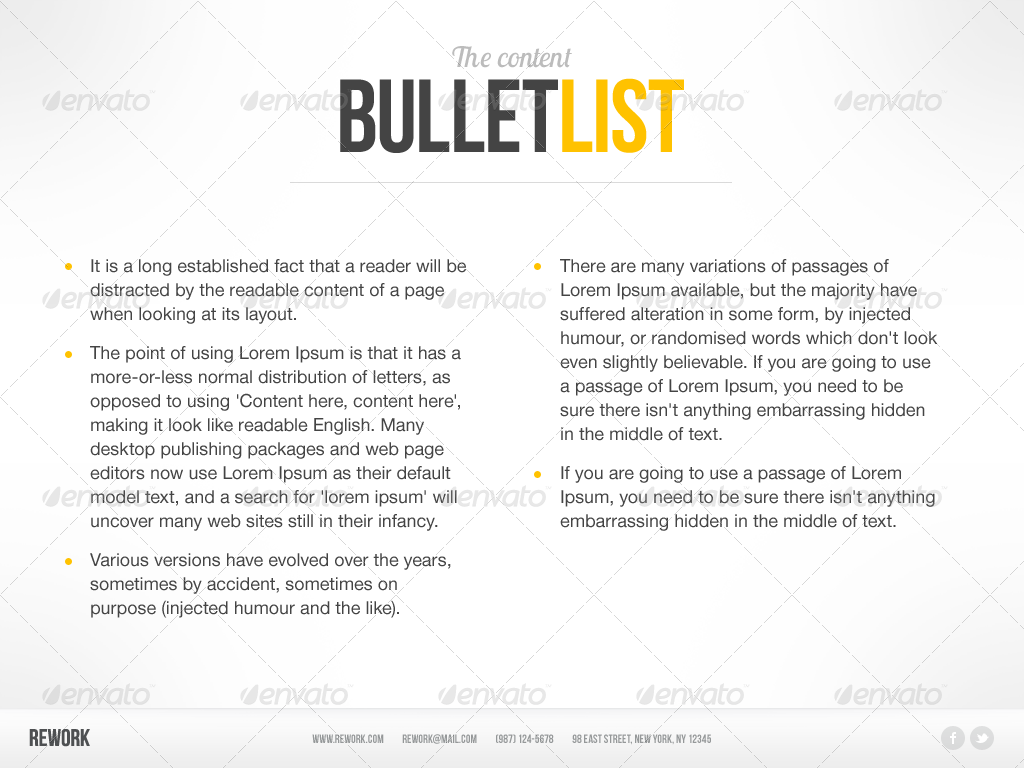 The content
BULLETLIST
It is a long established fact that a reader will be
distracted by the readable content of a page
when looking at its layout.
The point of using Lorem Ipsum is that it has a
more-or-less normal distribution of letters, as
opposed to using 'Content here, content here',
making it look like readable English. Many
desktop publishing packages and web page
editors now use Lorem Ipsum as their default
model text, and a search for 'lorem ipsum' will
uncover many web sites still in their infancy.
Various versions have evolved over the years,
sometimes by accident, sometimes on
purpose (injected humour and the like).
There are many variations of passages of
Lorem Ipsum available, but the majority have
suffered alteration in some form, by injected
humour, or randomised words which don't look
even slightly believable. If you are going to use
a passage of Lorem Ipsum, you need to be
sure there isn't anything embarrassing hidden
in the middle of text.
If you are going to use a passage of Lorem
Ipsum, you need to be sure there isn't anything
embarrassing hidden in the middle of text.
envato envato envato envato envato
envato envato envato envato envato
envato envato envato envato envato
envato envato envato envato envato
REWORK WWW.REWORK.COM REWORK@MAIL.COM (987) 124-5678 98 EAST STREET, NEW YORK, NY 12345